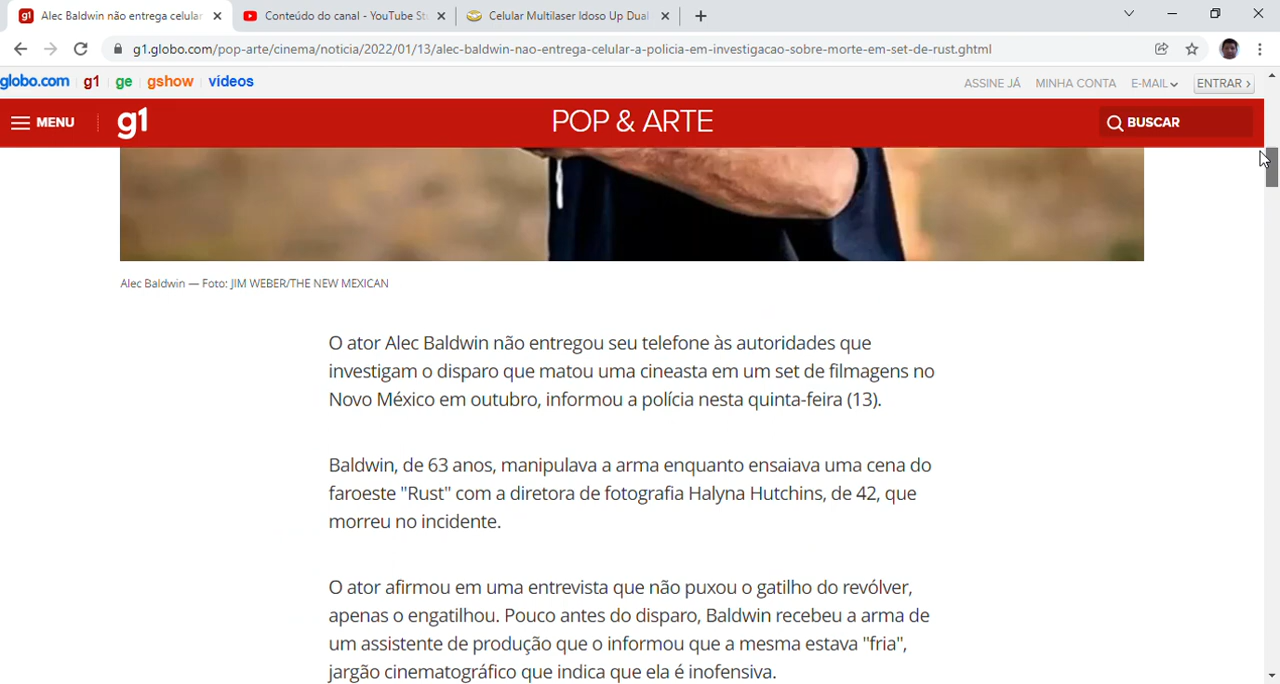 Alec Baldwin não entrega celular
Conteúdo do canal - YouTube St
Celular Multilaser Idoso Up Dual
g1.globo.com/pop-arte/cinema/noticia/2022/01/13/alec-baldwin-nao-entrega-celular-a-policia-em-investigacao-sobre-morte-em-set-de-rust.ghtml
globo.com g1 ge gshow vídeos ASSINE JÁ MINHA CONTA E-MAIL ENTRAR ›
MENU g1 POP & ARTE BUSCAR
Alec Baldwin — Foto: JIM WEBER/THE NEW MEXICAN
O ator Alec Baldwin não entregou seu telefone às autoridades que
investigam o disparo que matou uma cineasta em um set de filmagens no
Novo México em outubro, informou a polícia nesta quinta-feira (13).
Baldwin, de 63 anos, manipulava a arma enquanto ensaiava uma cena do
faroeste "Rust" com a diretora de fotografia Halyna Hutchins, de 42, que
morreu no incidente.
O ator afirmou em uma entrevista que não puxou o gatilho do revólver,
apenas o engatilhou. Pouco antes do disparo, Baldwin recebeu a arma de
um assistente de produção que o informou que a mesma estava "fria",
jargão cinematográfico que indica que ela é inofensiva.